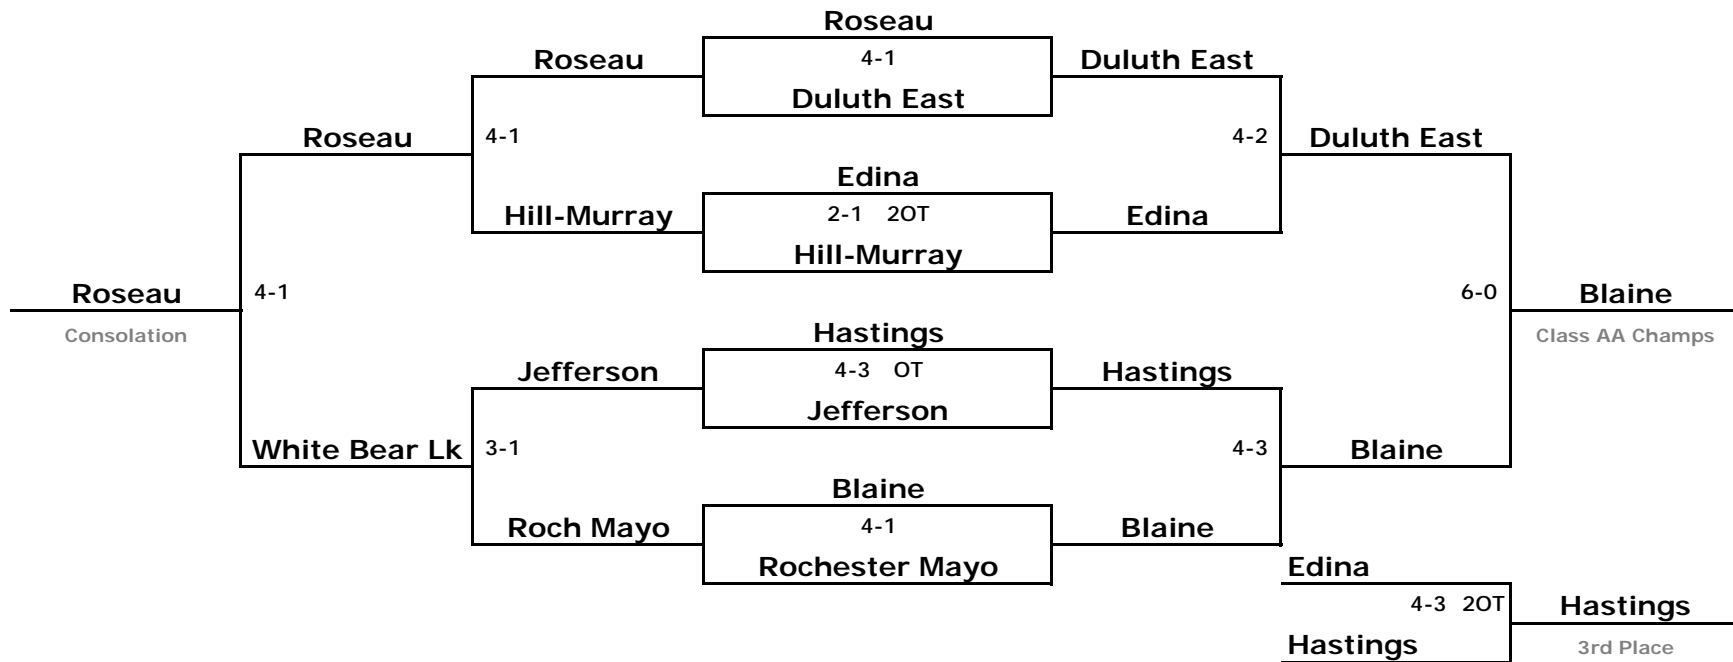 Roseau
Roseau 4-1 Duluth East
Duluth East
Roseau 4-1 4-2 Duluth East
Edina
Hill-Murray 2-1 2OT Edina
Hill-Murray
Roseau 4-1 6-0 Blaine
Consolation Hastings Class AA Champs
Jefferson 4-3 OT Hastings
Jefferson
White Bear Lk 3-1 4-3 Blaine
Blaine
Roch Mayo 4-1 Blaine
Rochester Mayo Edina
4-3 2OT Hastings
Hastings 3rd Place